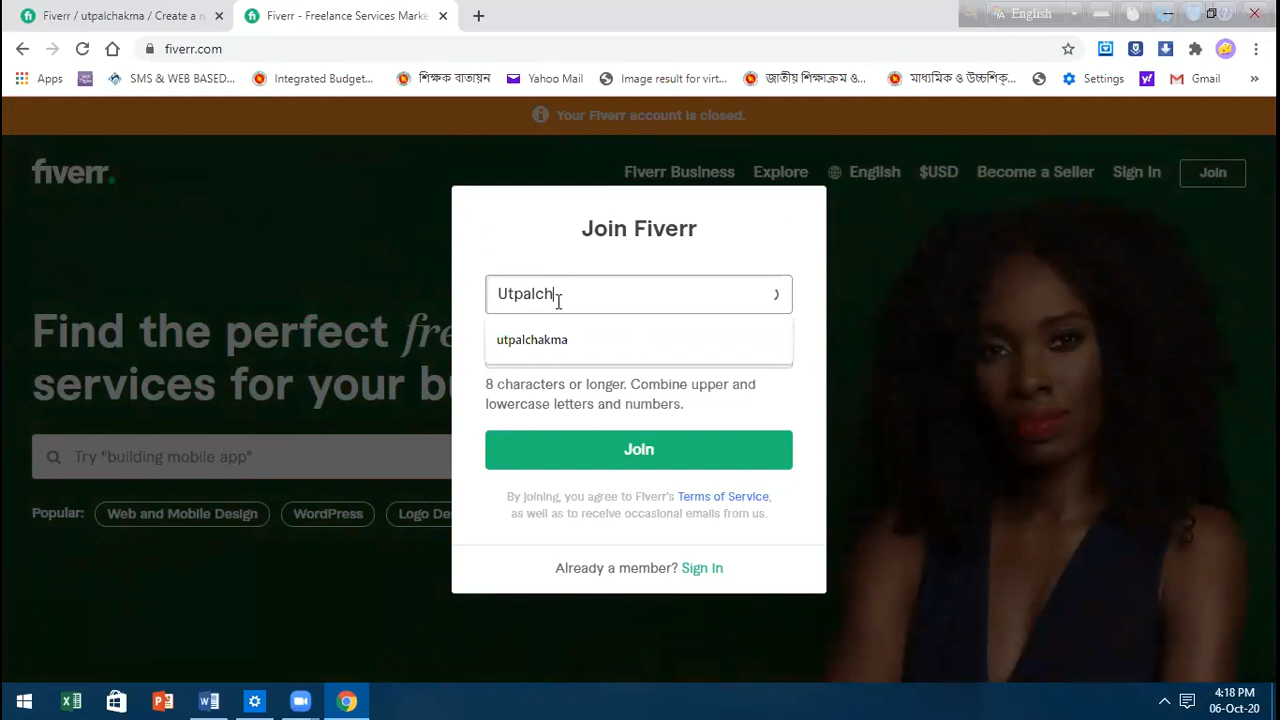 Fiverr / utpalchakma / Create a n
Fiverr - Freelance Services Marke
English
fiverr.com
Apps
SMS & WEB BASED...
Integrated Budget...
শিক্ষক বাতায়ন
Yahoo Mail
Image result for virt...
জাতীয় শিক্ষাক্রম ও...
মাধ্যমিক ও উচ্চশিক্...
Settings
Gmail
»
Your Fiverr account is closed.
fiverr.
Fiverr Business
Explore
English
$USD
Become a Seller
Sign In
Join
Join Fiverr
Utpalch
utpalchakma
8 characters or longer. Combine upper and
lowercase letters and numbers.
Join
By joining, you agree to Fiverr's Terms of Service,
as well as to receive occasional emails from us.
Already a member? Sign In
Find the perfect fre
services for your bu
Try "building mobile app"
Popular:
Web and Mobile Design
WordPress
Logo De
4:18 PM
06-Oct-20